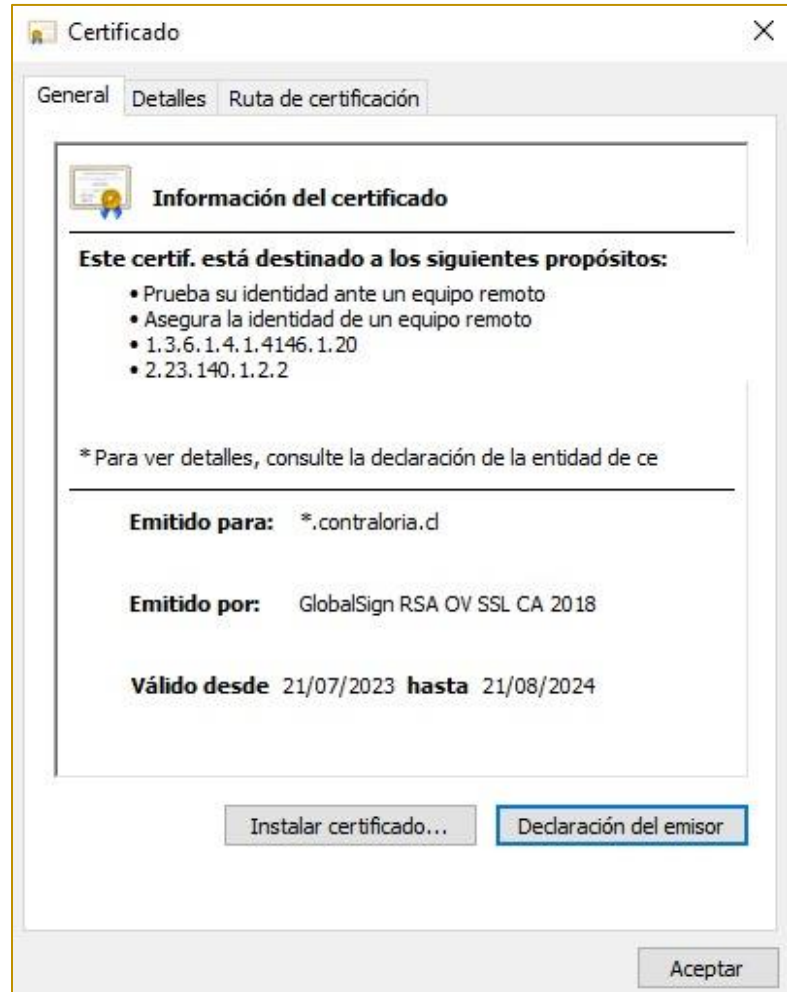 Certificado
General Detalles Ruta de certificación
Información del certificado
Este certif. está destinado a los siguientes propósitos:
• Prueba su identidad ante un equipo remoto
• Asegura la identidad de un equipo remoto
• 1.3.6.1.4.1.4146.1.20
• 2.23.140.1.2.2
* Para ver detalles, consulte la declaración de la entidad de ce
Emitido para: *.contraloria.cl
Emitido por: GlobalSign RSA OV SSL CA 2018
Válido desde 21/07/2023 hasta 21/08/2024
Instalar certificado... Declaración del emisor
Aceptar